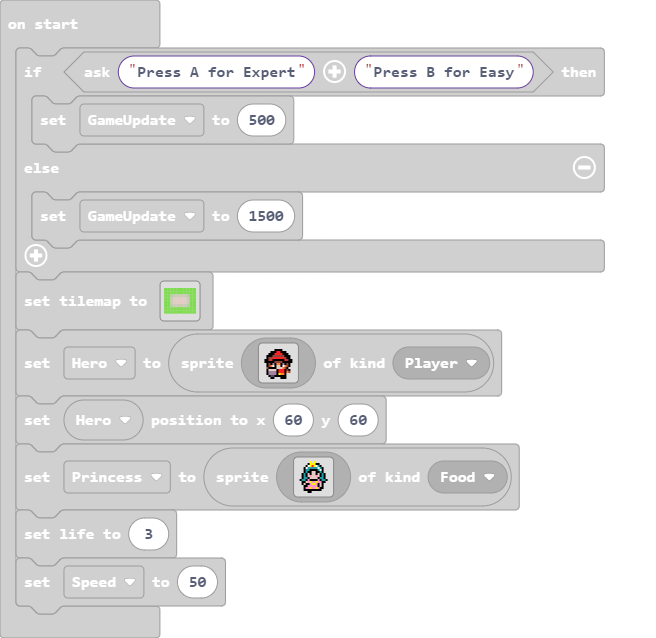 on start
if ask "Press A for Expert" "Press B for Easy" then
set GameUpdate to 500
else
set GameUpdate to 1500
set tilemap to
set Hero to sprite of kind Player
set Hero position to x 60 y 60
set Princess to sprite of kind Food
set life to 3
set Speed to 50